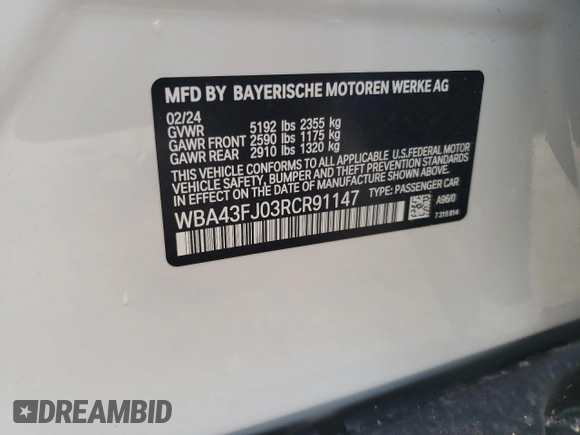 MFD BY BAYERISCHE MOTOREN WERKE AG
02/24
GVWR 5192 lbs 2355 kg
GAWR FRONT 2590 lbs 1175 kg
GAWR REAR 2910 lbs 1320 kg
THIS VEHICLE CONFORMS TO ALL APPLICABLE U.S.FEDERAL MOTOR
VEHICLE SAFETY, BUMPER, AND THEFT PREVENTION STANDARDS IN EFFECT
ON THE DATE OF MANUFACTURE SHOWN ABOVE.
WBA43FJ03RCR91147 TYPE: PASSENGER CAR
A96/0
7315814
DREAMBID